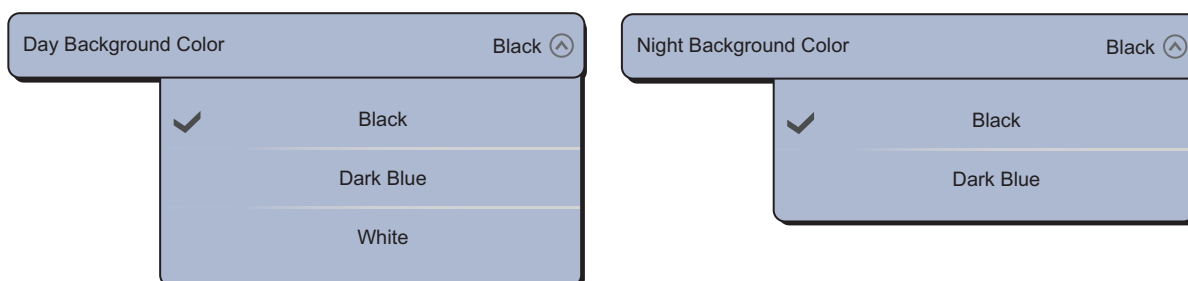 Day Background Color Black
Black
Dark Blue
White
Night Background Color Black
Black
Dark Blue